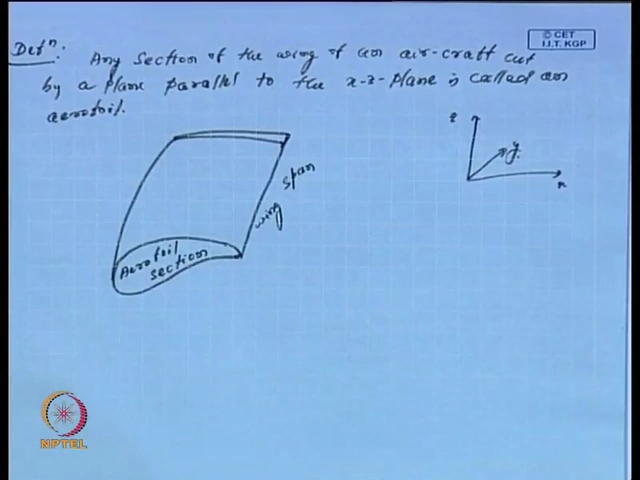 Defⁿ: Any section of the wing of an air-craft cut
by a plane parallel to the x-z-plane is called an
aerofoil.
© CET
I.I.T. KGP
z
y
x
span
wing
Aerofoil
section
NPTEL